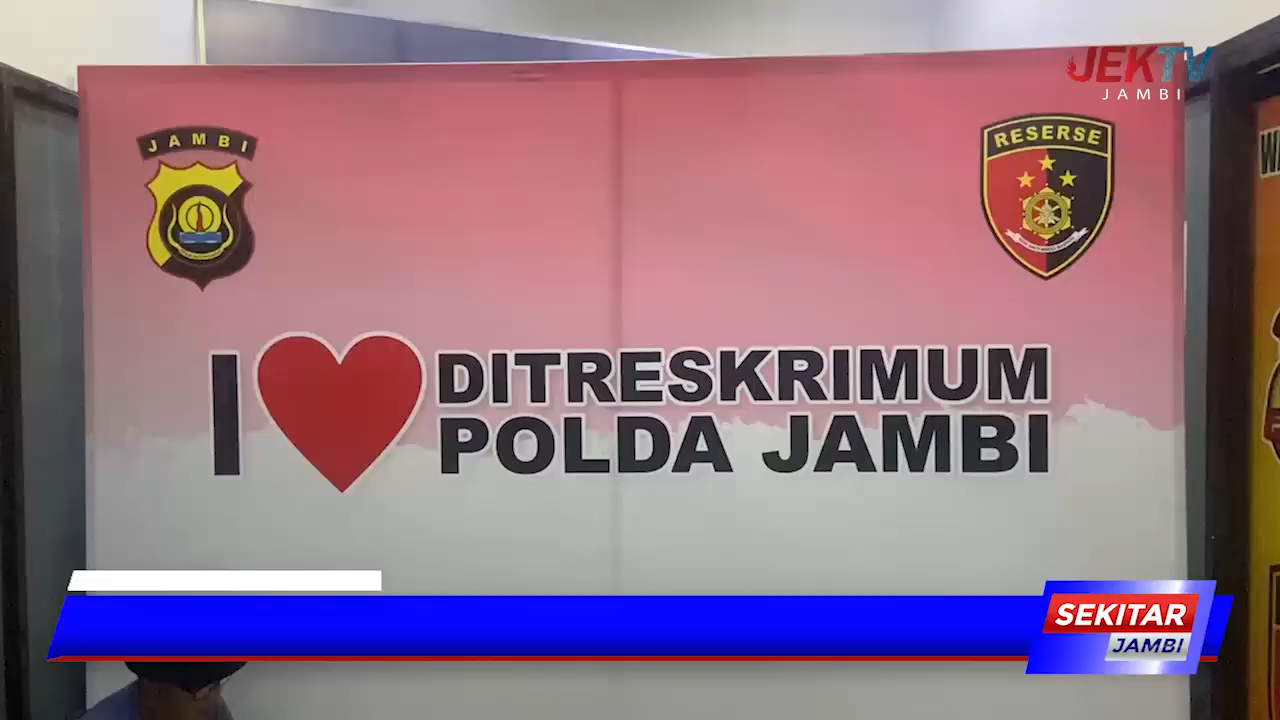 JEKTV
JAMBI
JAMBI
RESERSE
I DITRESKRIMUM
POLDA JAMBI
SEKITAR
JAMBI